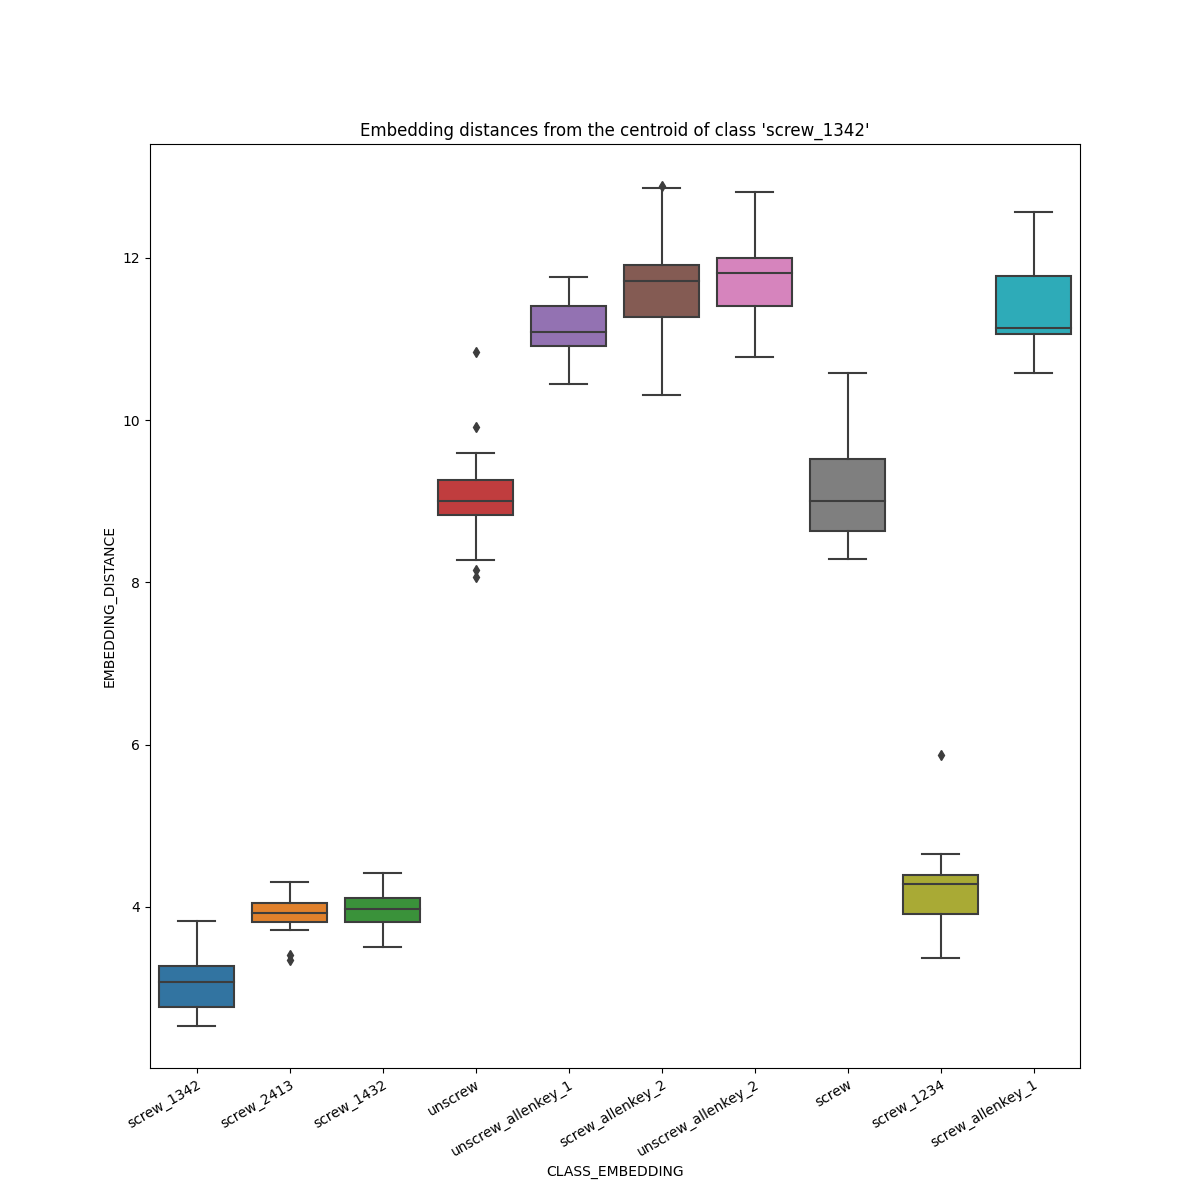 Embedding distances from the centroid of class 'screw_1342'
12
10
8
6
4
EMBEDDING_DISTANCE
screw_1342
screw_2413
screw_1432
unscrew
unscrew_allenkey_1
screw_allenkey_2
unscrew_allenkey_2
screw
screw_1234
screw_allenkey_1
CLASS_EMBEDDING